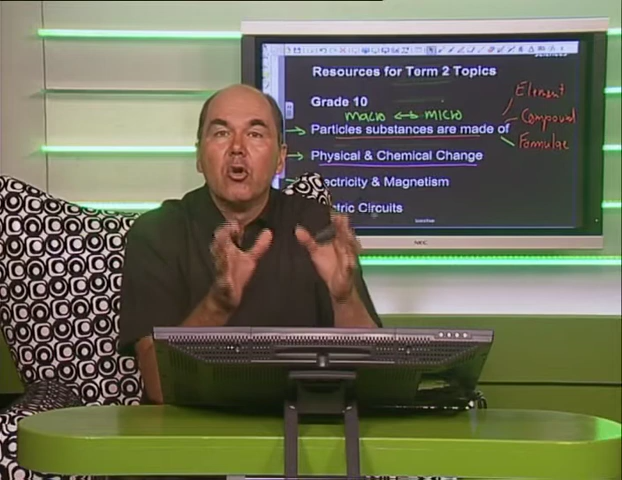 Resources for Term 2 Topics
Grade 10
macro ↔ micro
Element
Compound
Formulae
Particles substances are made of
Physical & Chemical Change
Electricity & Magnetism
tric Circuits
NEC